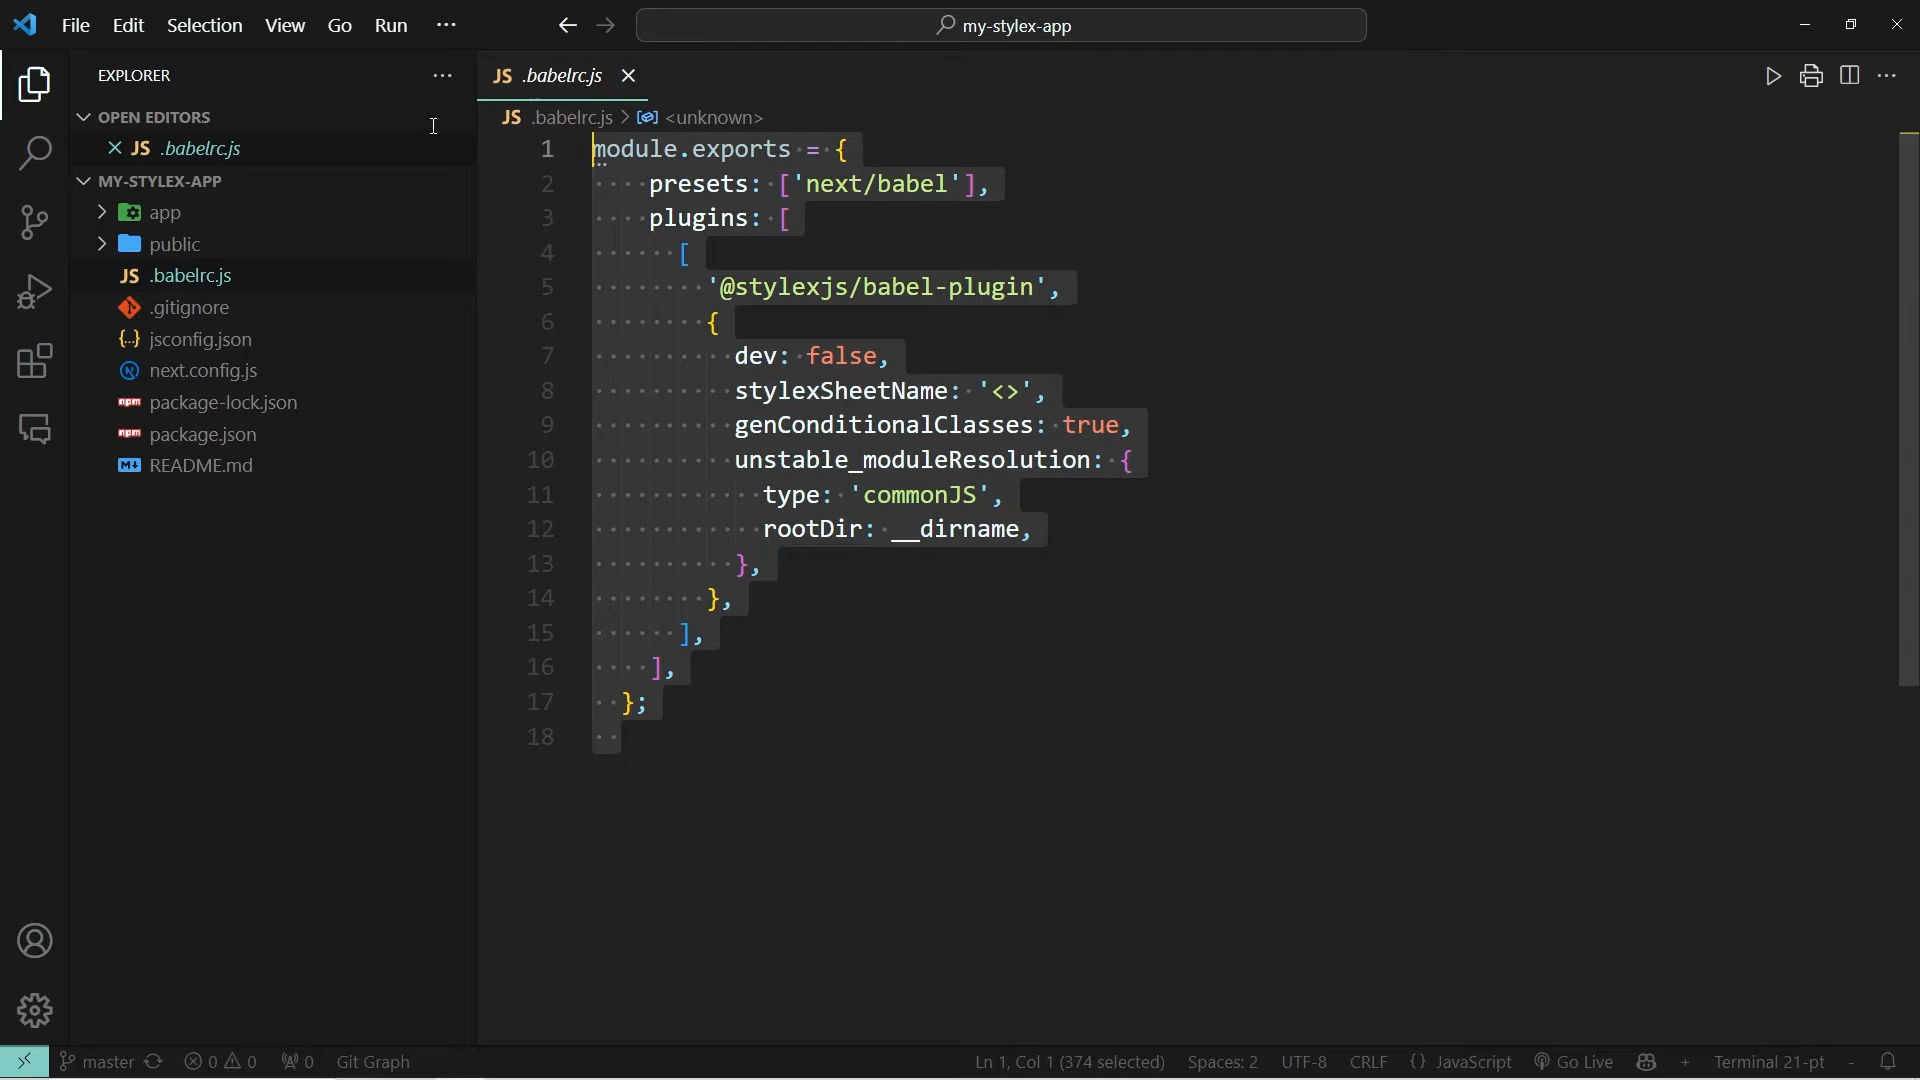 File Edit Selection View Go Run ···
my-stylex-app
EXPLORER
OPEN EDITORS
JS .babelrc.js
MY-STYLEX-APP
app
public
JS .babelrc.js
.gitignore
{..} jsconfig.json
N next.config.js
npm package-lock.json
npm package.json
M↓ README.md
JS .babelrc.js
JS .babelrc.js > <unknown>
1 module.exports = {
2 presets: ['next/babel'],
3 plugins: [
4 [
5 '@stylexjs/babel-plugin',
6 {
7 dev: false,
8 stylexSheetName: '<>',
9 genConditionalClasses: true,
10 unstable_moduleResolution: {
11 type: 'commonJS',
12 rootDir: __dirname,
13 },
14 },
15 ],
16 ],
17 };
18
master 0 0 0 Git Graph
Ln 1, Col 1 (374 selected) Spaces: 2 UTF-8 CRLF {} JavaScript Go Live + Terminal 21-pt -